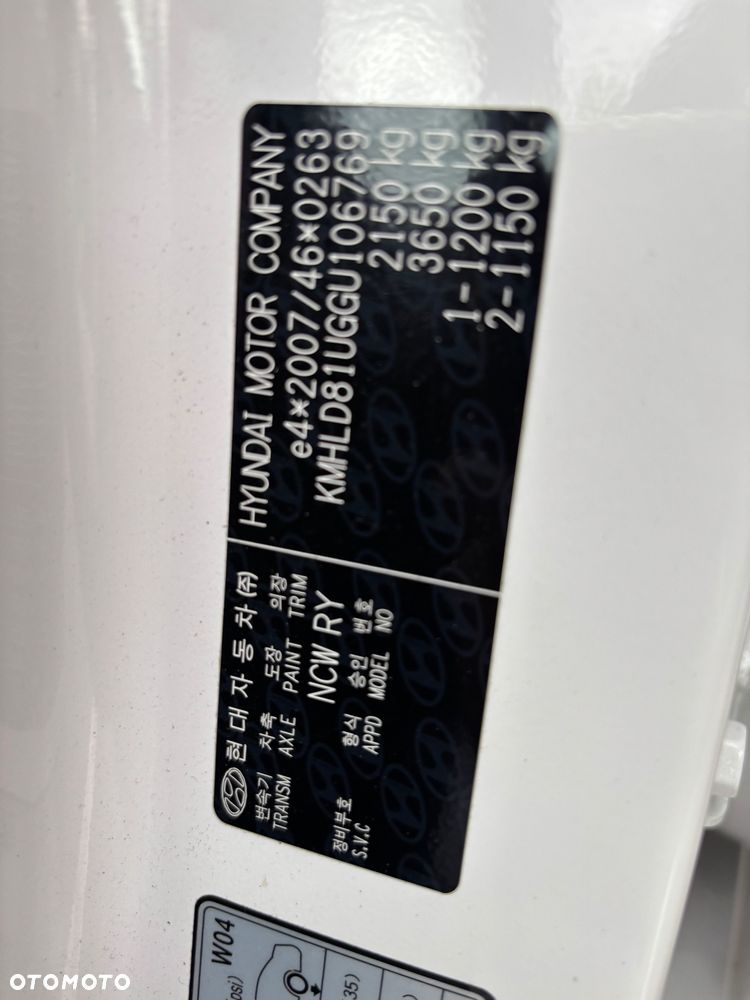 현대자동차(주)
변속기 차축 도장 의장
TRANSM AXLE PAINT TRIM
NCW RY
정비부호 형식 승인 번호
S.V.C APPD MODEL NO
HYUNDAI MOTOR COMPANY
e4*2007/46*0263
KMHLD81UGGU106769
2150 kg
3650 kg
1-1200 kg
2-1150 kg
W04
35)
OTOMOTO